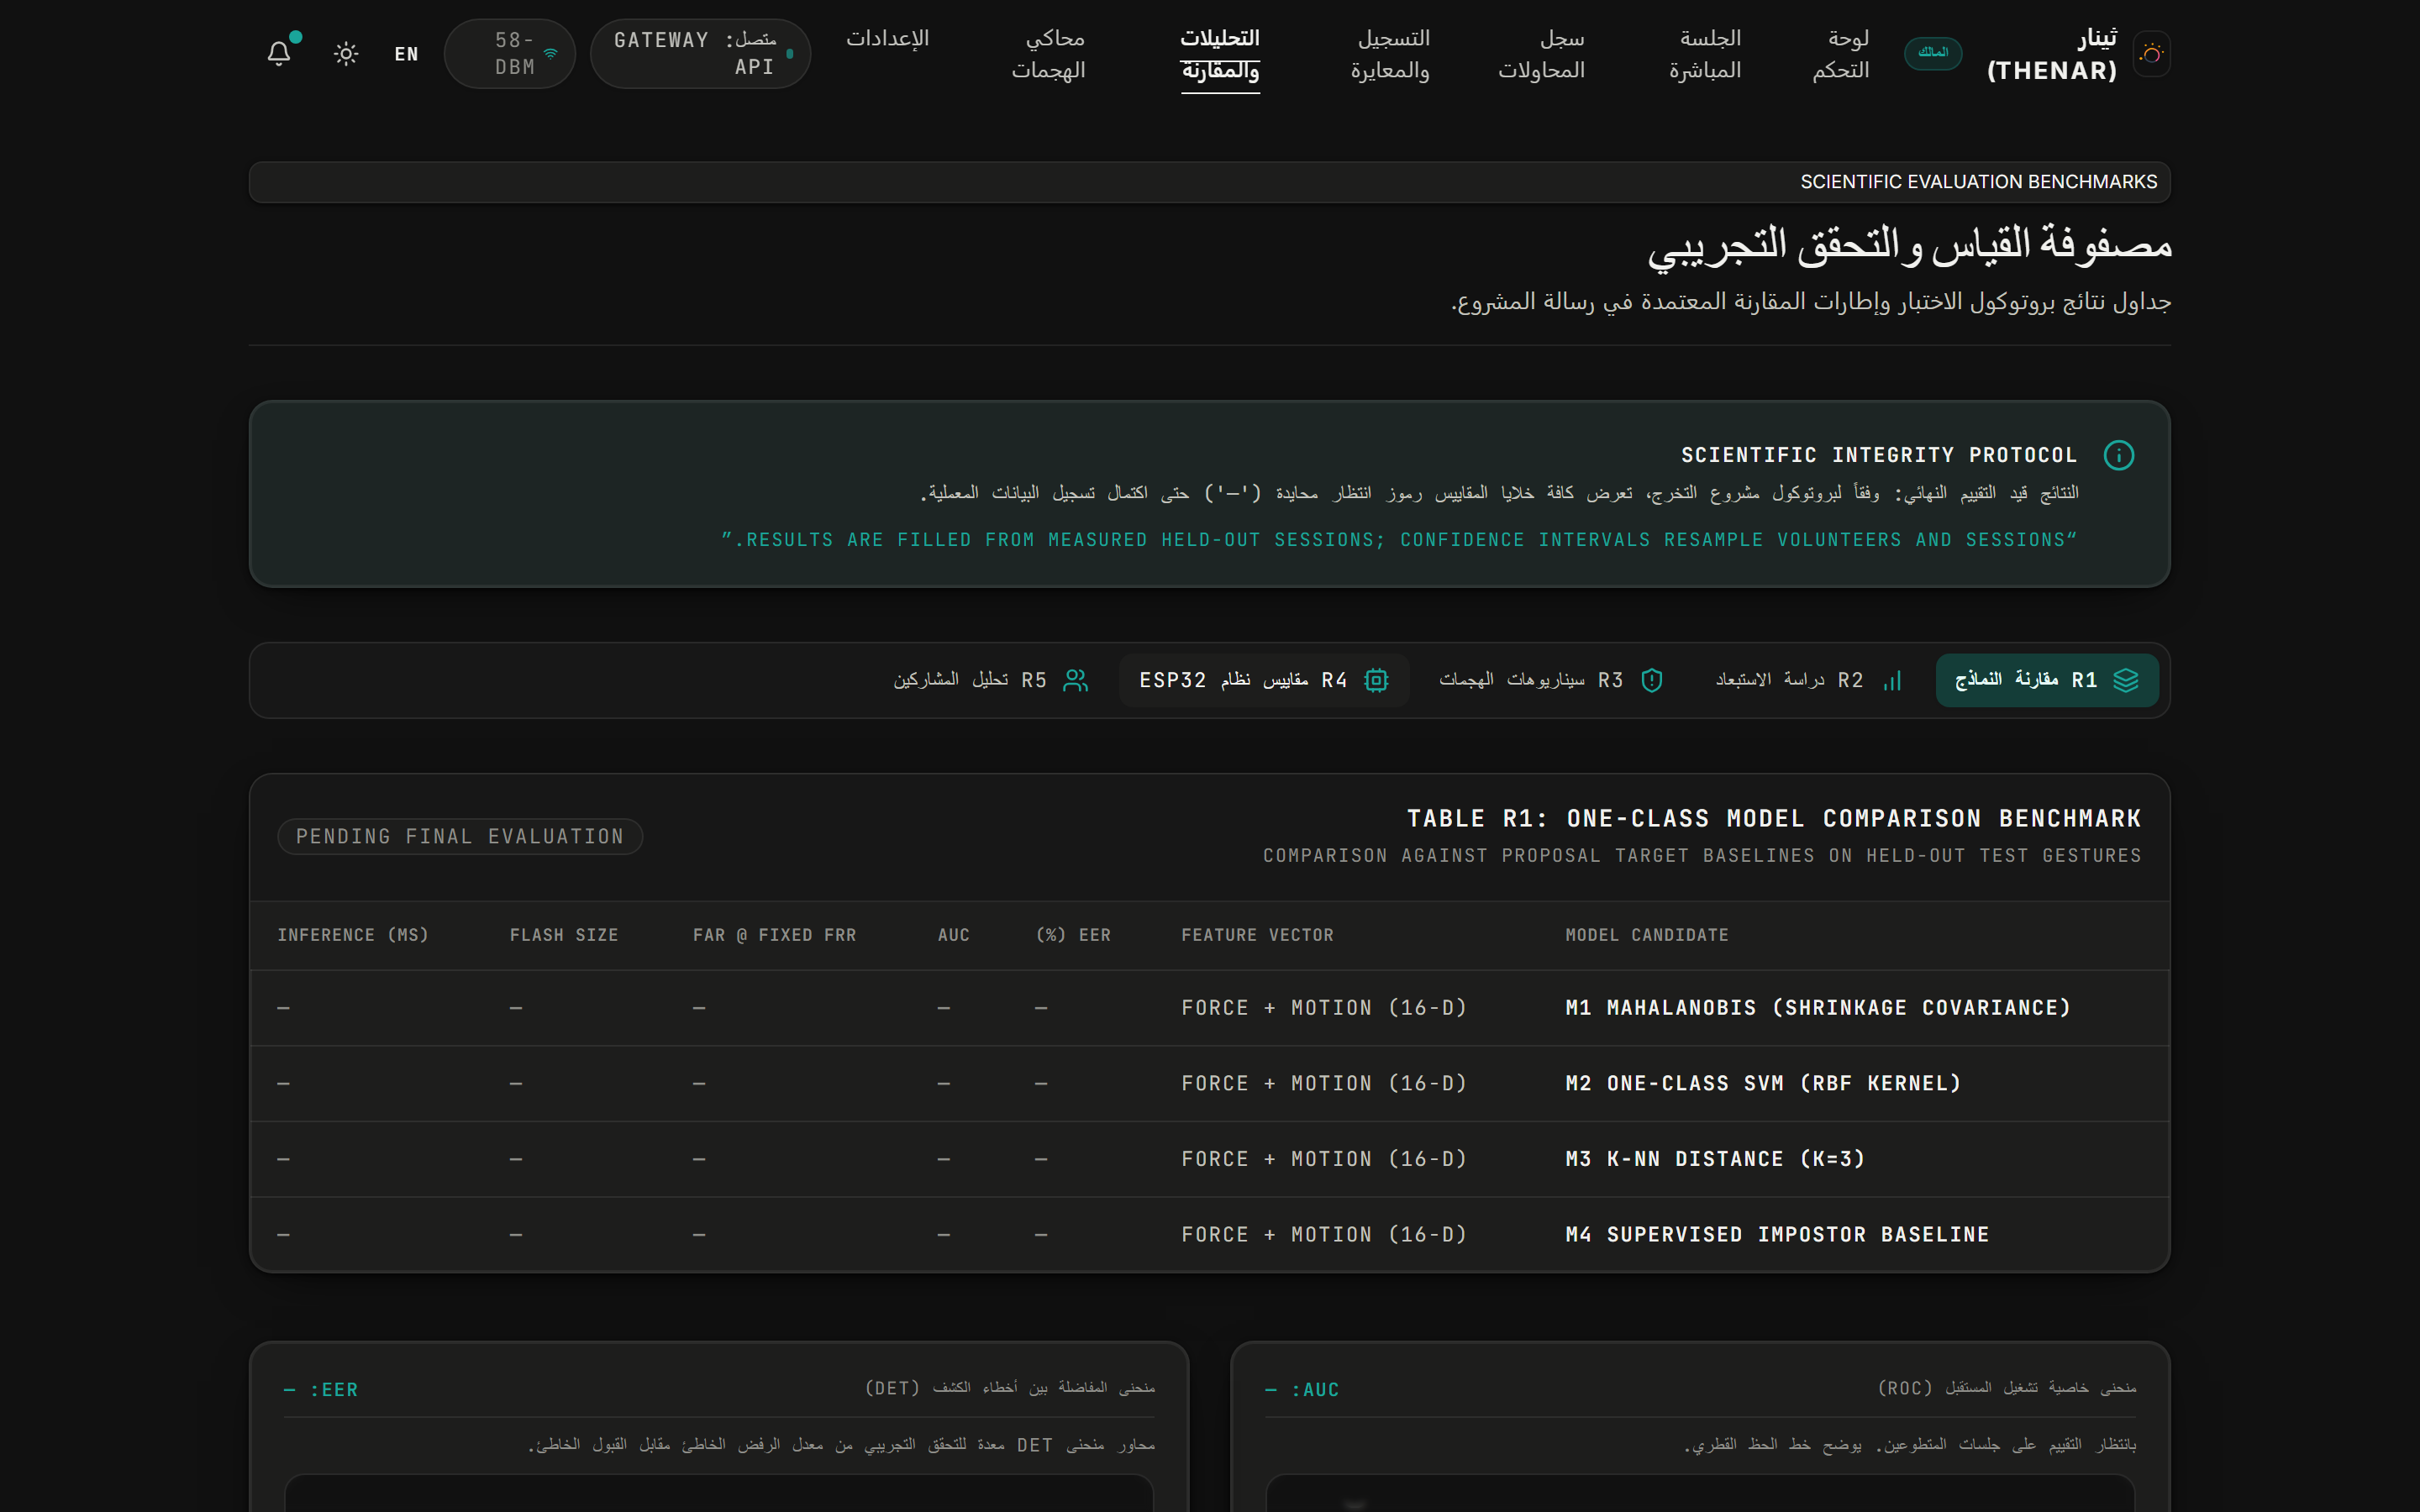 ثينار
(THENAR)
المالك
لوحة
التحكم
الجلسة
المباشرة
سجل
المحاولات
التسجيل
والمعايرة
التحليلات
والمقارنة
محاكي
الهجمات
الإعدادات
متصل: GATEWAY
API
58-
DBM
EN
SCIENTIFIC EVALUATION BENCHMARKS
مصفوفة القياس والتحقق التجريبي
جداول نتائج بروتوكول الاختبار وإطارات المقارنة المعتمدة في رسالة المشروع.
SCIENTIFIC INTEGRITY PROTOCOL
النتائج قيد التقييم النهائي: وفقاً لبروتوكول مشروع التخرج، تعرض كافة خلايا المقاييس رموز انتظار محايدة ('—') حتى اكتمال تسجيل البيانات المعملية.
“RESULTS ARE FILLED FROM MEASURED HELD-OUT SESSIONS; CONFIDENCE INTERVALS RESAMPLE VOLUNTEERS AND SESSIONS.”
R1 مقارنة النماذج
R2 دراسة الاستبعاد
R3 سيناريوهات الهجمات
R4 مقاييس نظام ESP32
R5 تحليل المشاركين
TABLE R1: ONE-CLASS MODEL COMPARISON BENCHMARK
COMPARISON AGAINST PROPOSAL TARGET BASELINES ON HELD-OUT TEST GESTURES
PENDING FINAL EVALUATION
MODEL CANDIDATE FEATURE VECTOR (%) EER AUC FAR @ FIXED FRR FLASH SIZE INFERENCE (MS)
M1 MAHALANOBIS (SHRINKAGE COVARIANCE) FORCE + MOTION (16-D) — — — — —
M2 ONE-CLASS SVM (RBF KERNEL) FORCE + MOTION (16-D) — — — — —
M3 K-NN DISTANCE (K=3) FORCE + MOTION (16-D) — — — — —
M4 SUPERVISED IMPOSTOR BASELINE FORCE + MOTION (16-D) — — — — —
منحنى خاصية تشغيل المستقبل (ROC)
AUC: —
بانتظار التقييم على جلسات المتطوعين. يوضح خط الحظ القطري.
منحنى المفاضلة بين أخطاء الكشف (DET)
EER: —
محاور منحنى DET معدة للتحقق التجريبي من معدل الرفض الخاطئ مقابل القبول الخاطئ.